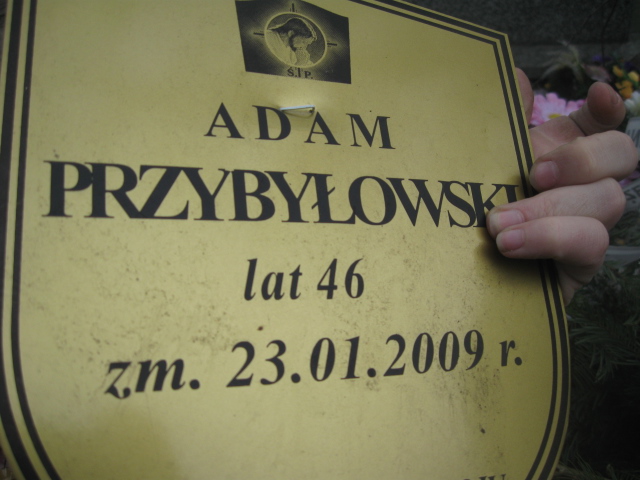 Ś.P.
ADAM
PRZYBYŁOWSKI
lat 46
zm. 23.01.2009 r.